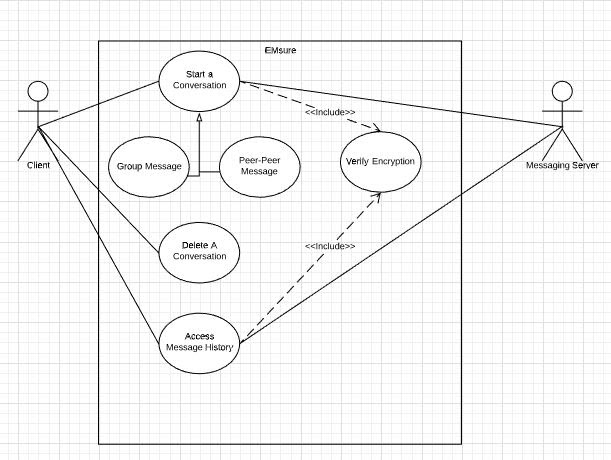 EMsure
Start a
Conversation
<<Include>>
Group Message
Peer-Peer
Message
Verify Encryption
Client
Messaging Server
Delete A
Conversation
<<Include>>
Access
Message History